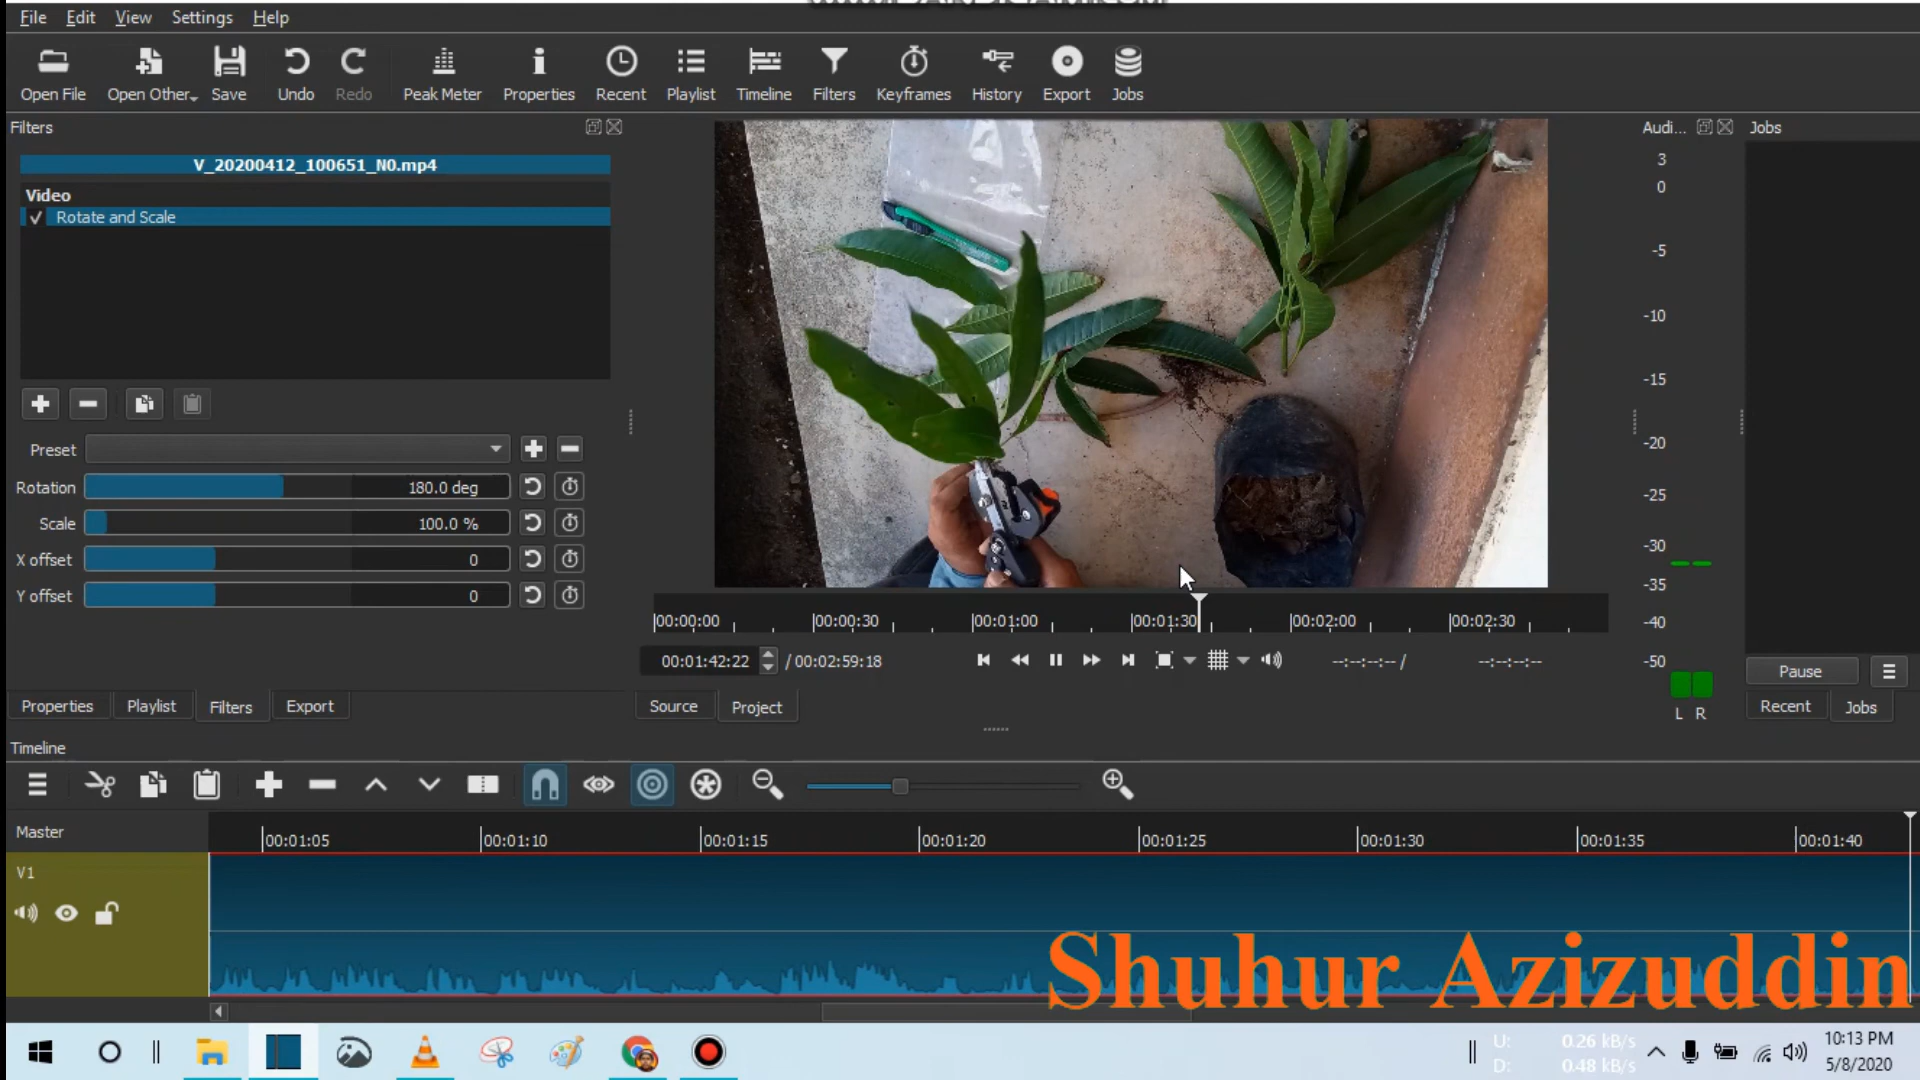 File Edit View Settings Help
Open File Open Other Save Undo Redo Peak Meter Properties Recent Playlist Timeline Filters Keyframes History Export Jobs
Filters
V_20200412_100651_N0.mp4
Video
Rotate and Scale
Preset
Rotation 180.0 deg
Scale 100.0 %
X offset 0
Y offset 0
Properties Playlist Filters Export
00:00:00 00:00:30 00:01:00 00:01:30 00:02:00 00:02:30
00:01:42:22 / 00:02:59:18 --:--:--:-- / --:--:--:--
Source Project
Audi...
3
0
-5
-10
-15
-20
-25
-30
-35
-40
-50
L R
Jobs
Pause
Recent Jobs
Timeline
Master 00:01:05 00:01:10 00:01:15 00:01:20 00:01:25 00:01:30 00:01:35 00:01:40
V1
Shuhur Azizuddin
U: 0.26 kB/s
D: 0.48 kB/s
10:13 PM
5/8/2020